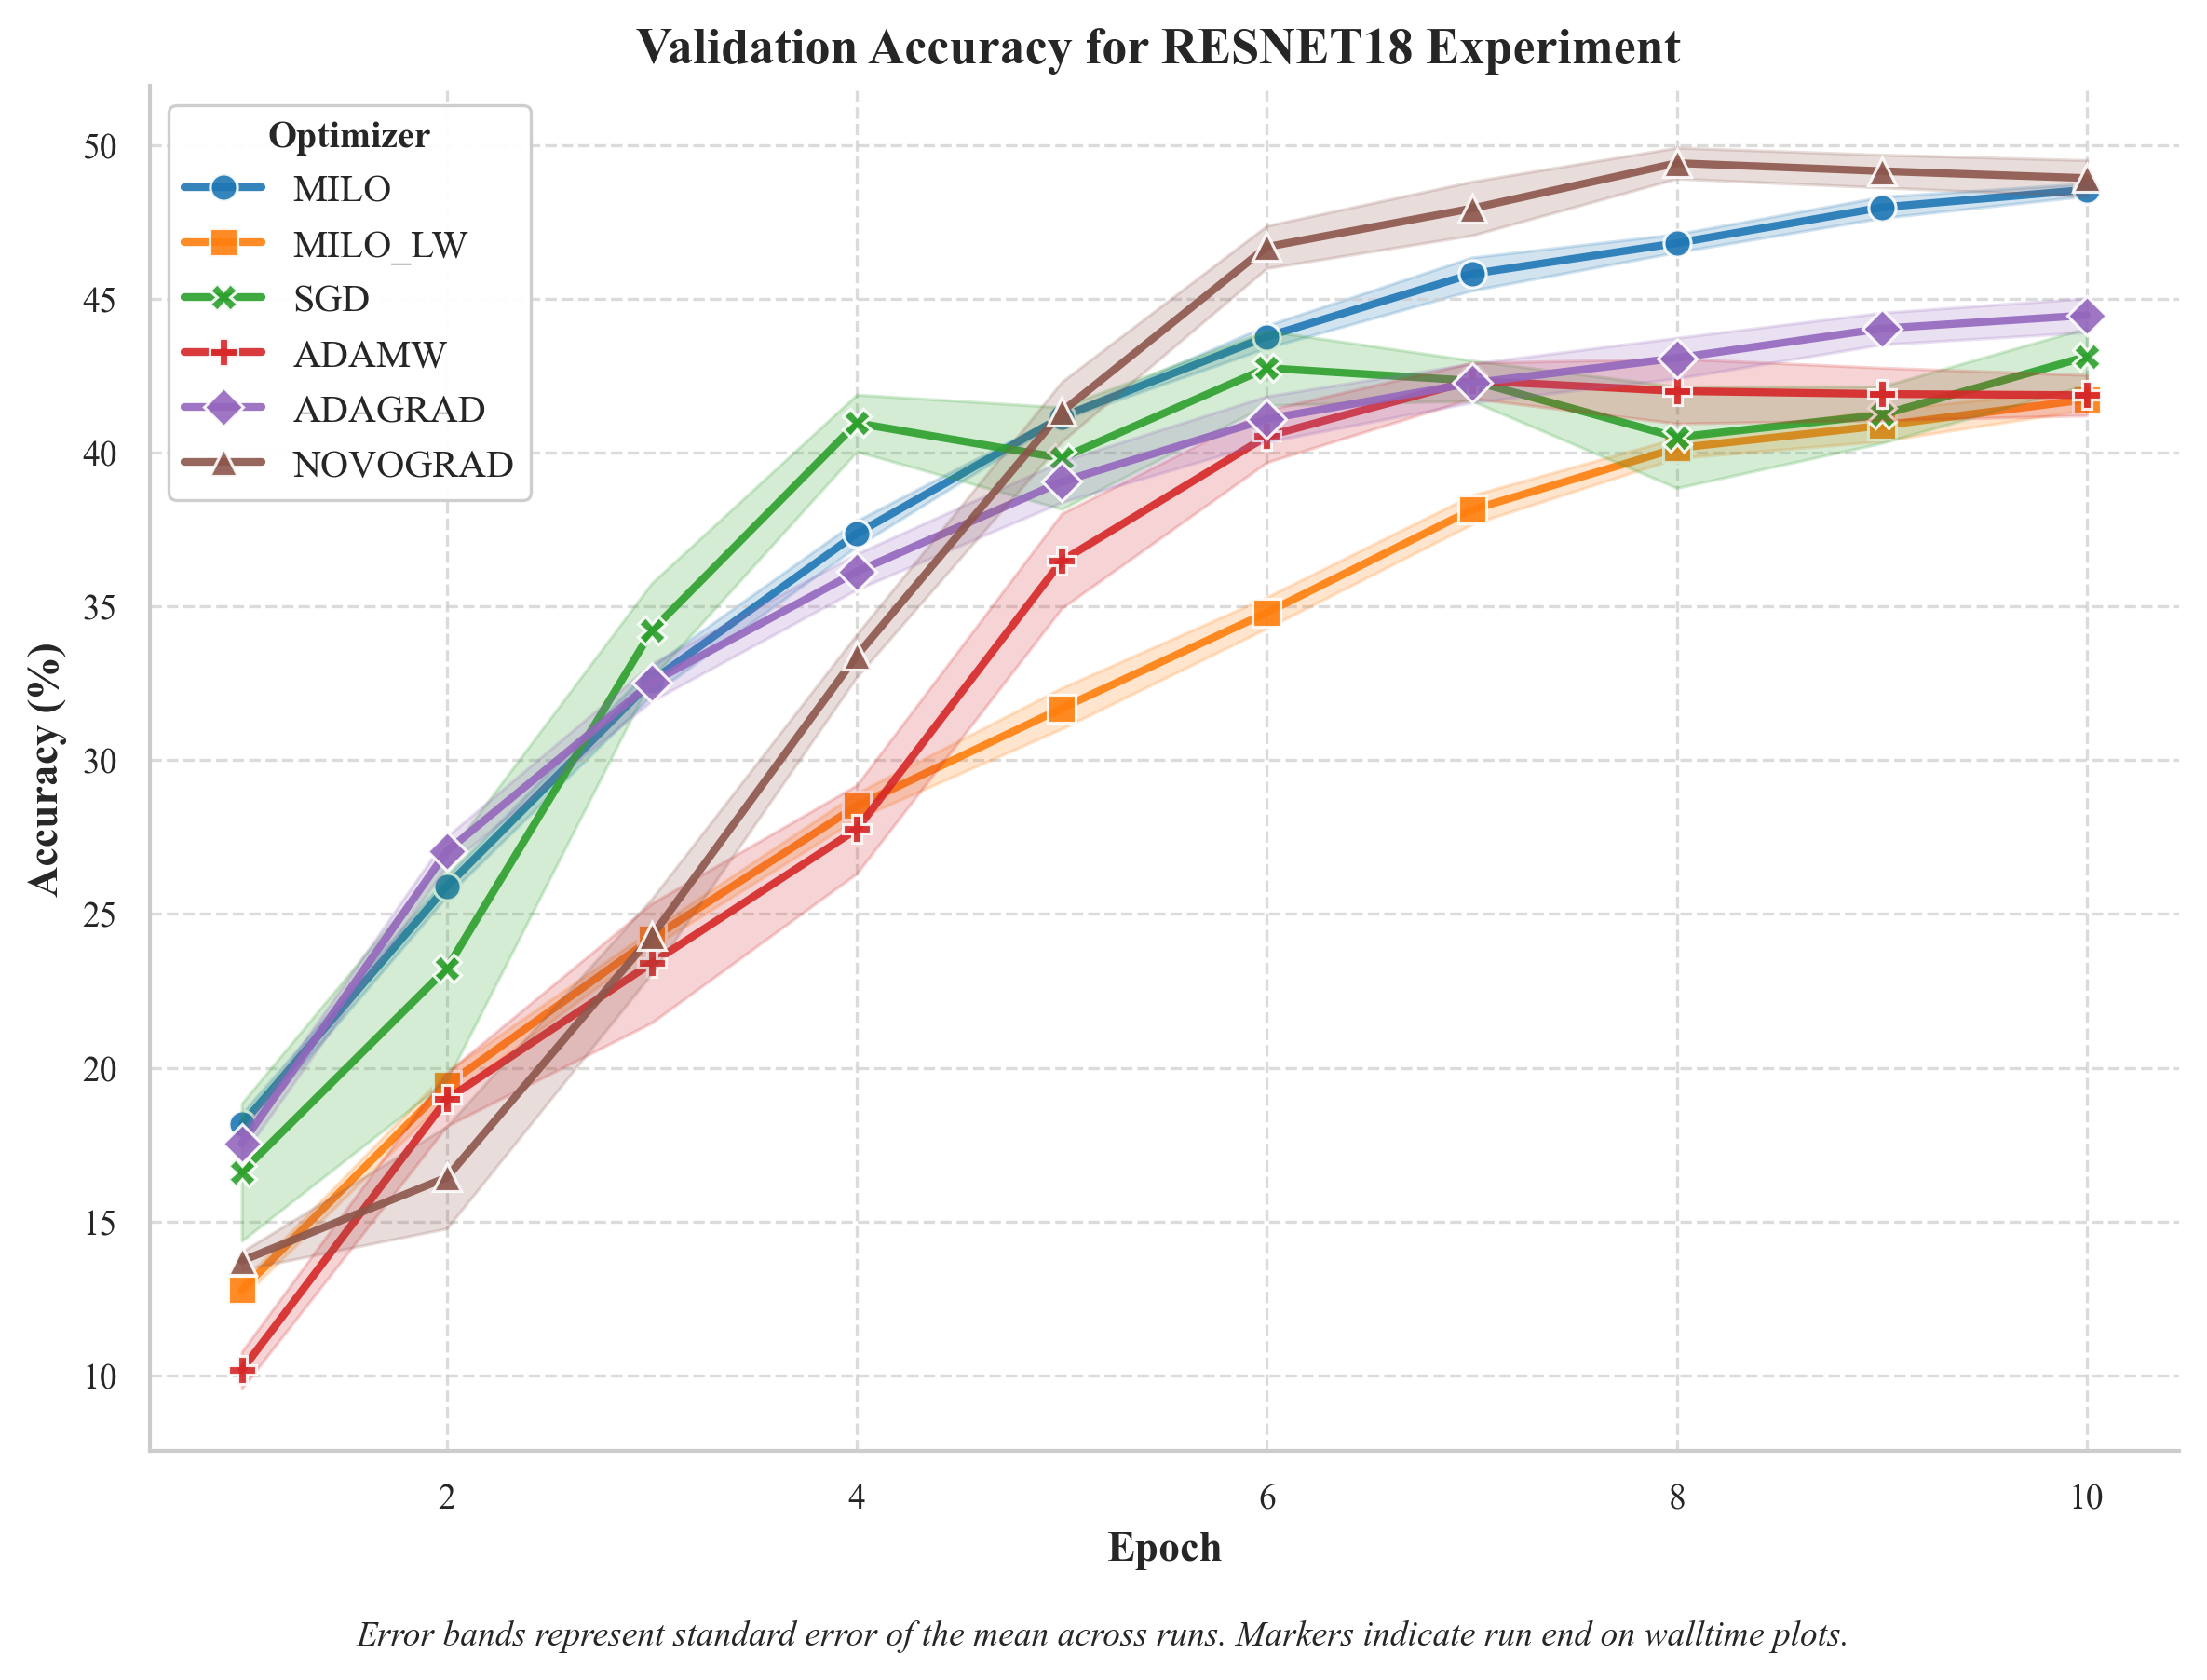 Validation Accuracy for RESNET18 Experiment
Optimizer
MILO
MILO_LW
SGD
ADAMW
ADAGRAD
NOVOGRAD
Accuracy (%)
50
45
40
35
30
25
20
15
10
2 4 6 8 10
Epoch
Error bands represent standard error of the mean across runs. Markers indicate run end on walltime plots.